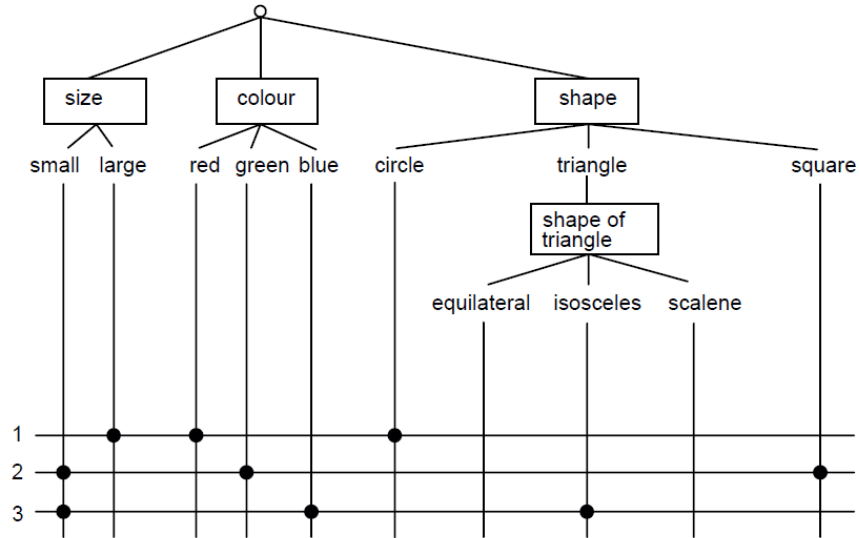 size colour shape
small large red green blue circle triangle square
shape of
triangle
equilateral isosceles scalene
1
2
3